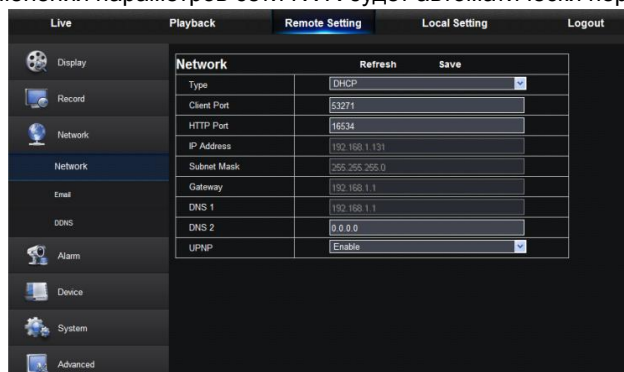 Live Playback Remote Setting Local Setting Logout
Display
Record
Network
Network
Email
DDNS
Alarm
Device
System
Advanced
Network Refresh Save
Type DHCP
Client Port 53271
HTTP Port 16534
IP Address 192.168.1.131
Subnet Mask 255.255.255.0
Gateway 192.168.1.1
DNS 1 192.168.1.1
DNS 2 0.0.0.0
UPNP Enable